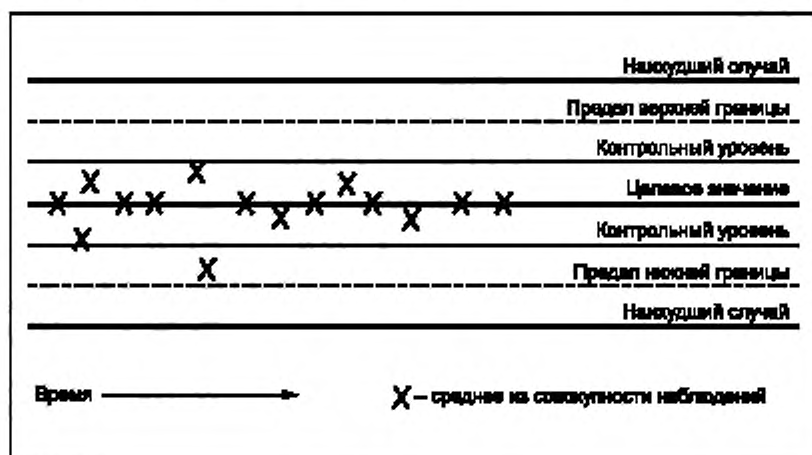 Наихудший случай
Предел верхней границы
Контрольный уровень
Целевое значение
Контрольный уровень
Предел нижней границы
Наихудший случай
Время
X – среднее из совокупности наблюдений